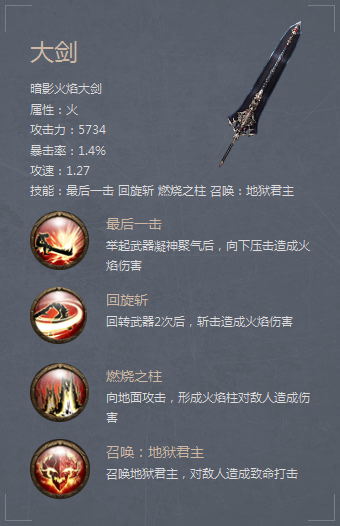 大剑
暗影火焰大剑
属性：火
攻击力：5734
暴击率：1.4%
攻速：1.27
技能：最后一击 回旋斩 燃烧之柱 召唤：地狱君主
最后一击
举起武器凝神聚气后，向下压击造成火
焰伤害
回旋斩
回转武器2次后，斩击造成火焰伤害
燃烧之柱
向地面攻击，形成火焰柱对敌人造成伤
害
召唤：地狱君主
召唤地狱君主，对敌人造成致命打击